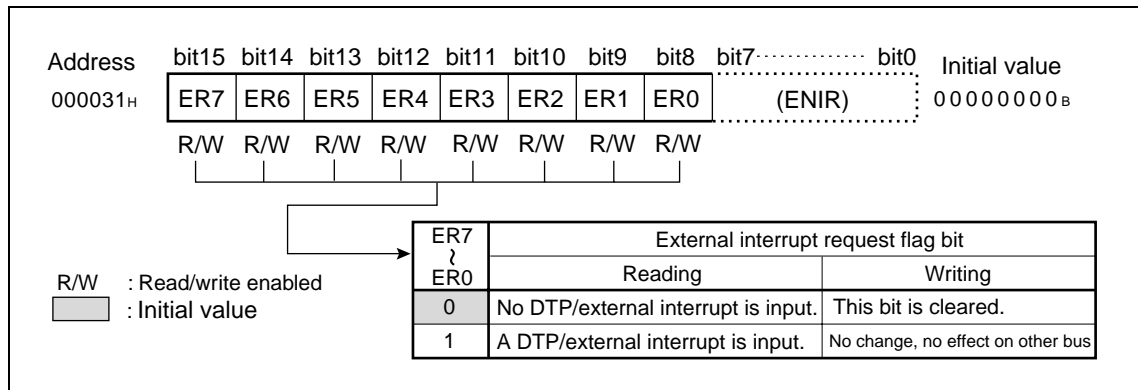 Address bit15 bit14 bit13 bit12 bit11 bit10 bit9 bit8 bit7 bit0 Initial value
000031H ER7 ER6 ER5 ER4 ER3 ER2 ER1 ER0 (ENIR) 00000000B
R/W R/W R/W R/W R/W R/W R/W R/W
ER7 ~ ER0 External interrupt request flag bit
Reading Writing
R/W : Read/write enabled
: Initial value
0 No DTP/external interrupt is input. This bit is cleared.
1 A DTP/external interrupt is input. No change, no effect on other bus